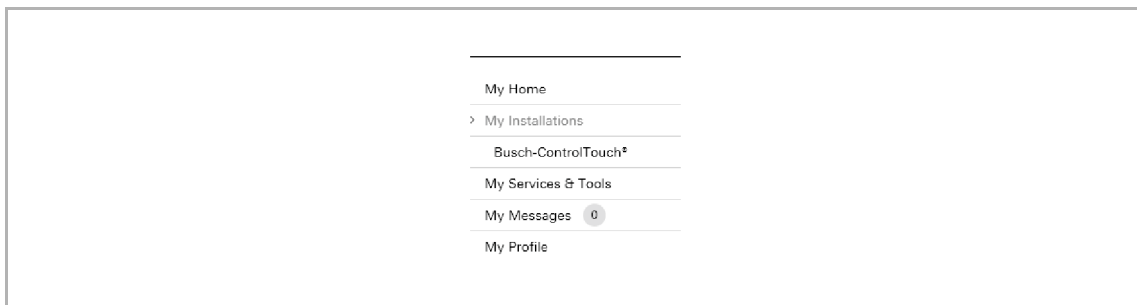 My Home
My Installations
Busch-ControlTouch®
My Services & Tools
My Messages 0
My Profile